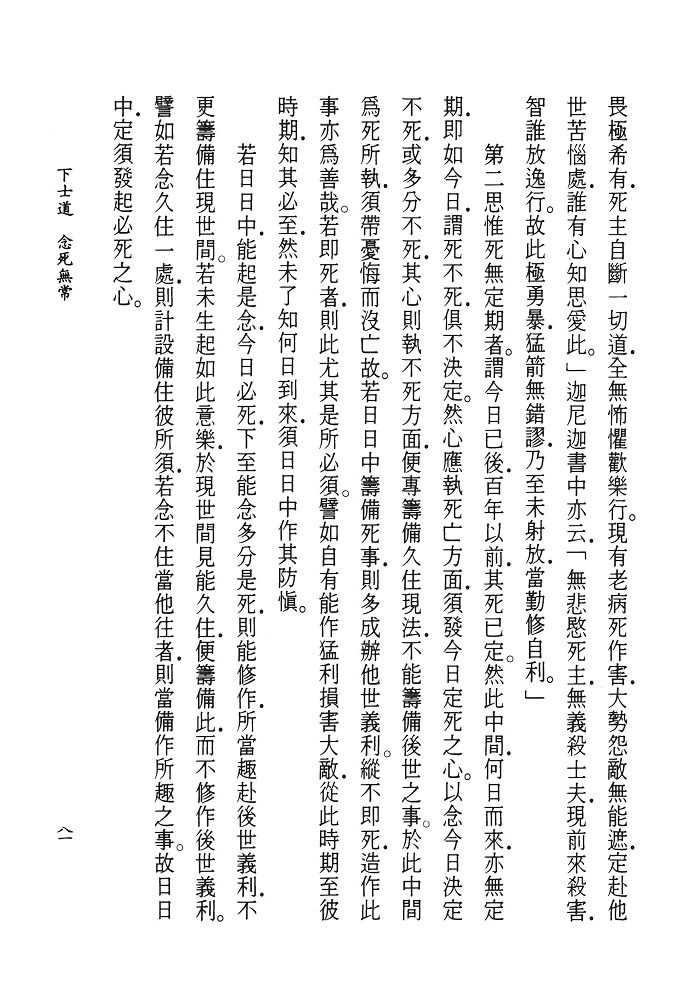 畏極希有．死主自斷一切道．全無怖懼歡樂行。現有老病死作害．大勢怨敵無能遮．定赴他
世苦惱處．誰有心知思愛此。」迦尼迦書中亦云．「無悲愍死主．無義殺士夫．現前來殺害．
智誰放逸行。故此極勇暴．猛箭無錯謬．乃至未射放．當勤修自利。」
第二思惟死無定期者。謂今日已後．百年以前．其死已定。然此中間．何日而來．亦無定
期．即如今日．謂死不死．俱不決定。然心應執死亡方面．須發今日定死之心。以念今日決定
不死．或多分不死．其心則執不死方面．便專籌備久住現法．不能籌備後世之事。於此中間
爲死所執．須帶憂悔而沒亡故。若日日中籌備死事．則多成辦他世義利。縱不即死．造作此
事亦爲善哉。若即死者．則此尤其是所必須。譬如自有能作猛利損害大敵．從此時期至彼
時期．知其必至．然未了知何日到來．須日日中作其防愼。
若日日中．能起是念．今日必死．下至能念多分是死．則能修作．所當趣赴後世義利．不
更籌備住現世間。若未生起如此意樂．於現世間見能久住．便籌備此．而不修作後世義利。
譬如若念久住一處．則計設備住彼所須．若念不住當他往者．則當備作所趣之事。故日日
中．定須發起必死之心。
下士道　念死無常
八一